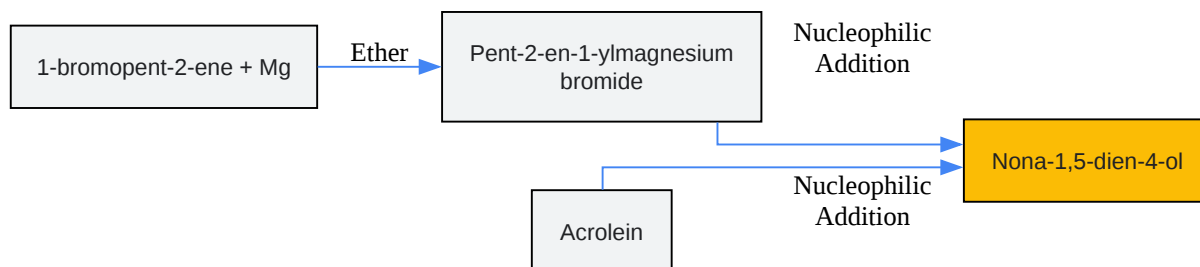 1-bromopent-2-ene + Mg
Ether
Pent-2-en-1-ylmagnesium
bromide
Nucleophilic
Addition
Nona-1,5-dien-4-ol
Acrolein
Nucleophilic
Addition